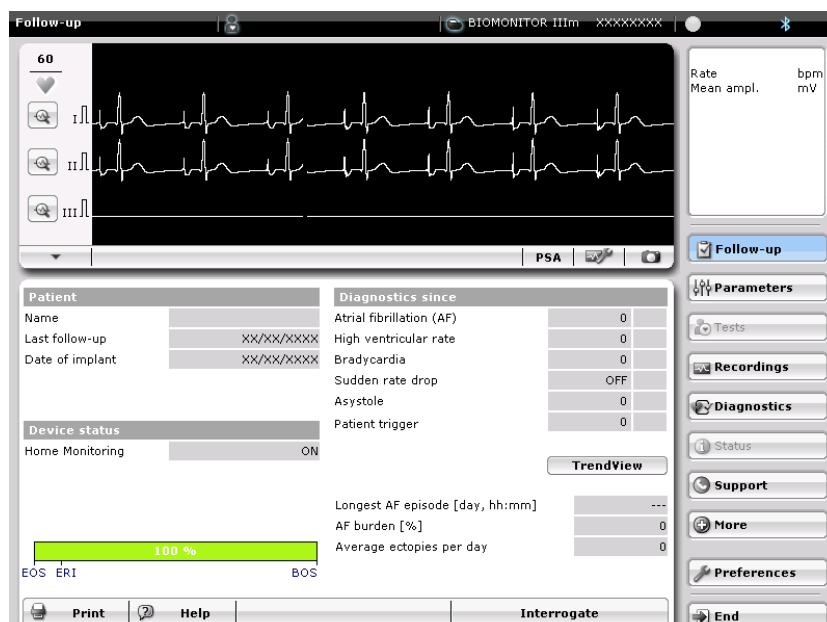 Follow-up
BIOMONITOR IIIm XXXXXXXX
60
I
II
III
PSA
Rate bpm
Mean ampl. mV
Follow-up
Parameters
Tests
Recordings
Diagnostics
Status
Support
More
Preferences
End
Patient
Name
Last follow-up XX/XX/XXXX
Date of implant XX/XX/XXXX
Device status
Home Monitoring ON
100 %
EOS ERI BOS
Diagnostics since
Atrial fibrillation (AF) 0
High ventricular rate 0
Bradycardia 0
Sudden rate drop OFF
Asystole 0
Patient trigger 0
TrendView
Longest AF episode [day, hh:mm] ---
AF burden [%] 0
Average ectopies per day 0
Print Help Interrogate